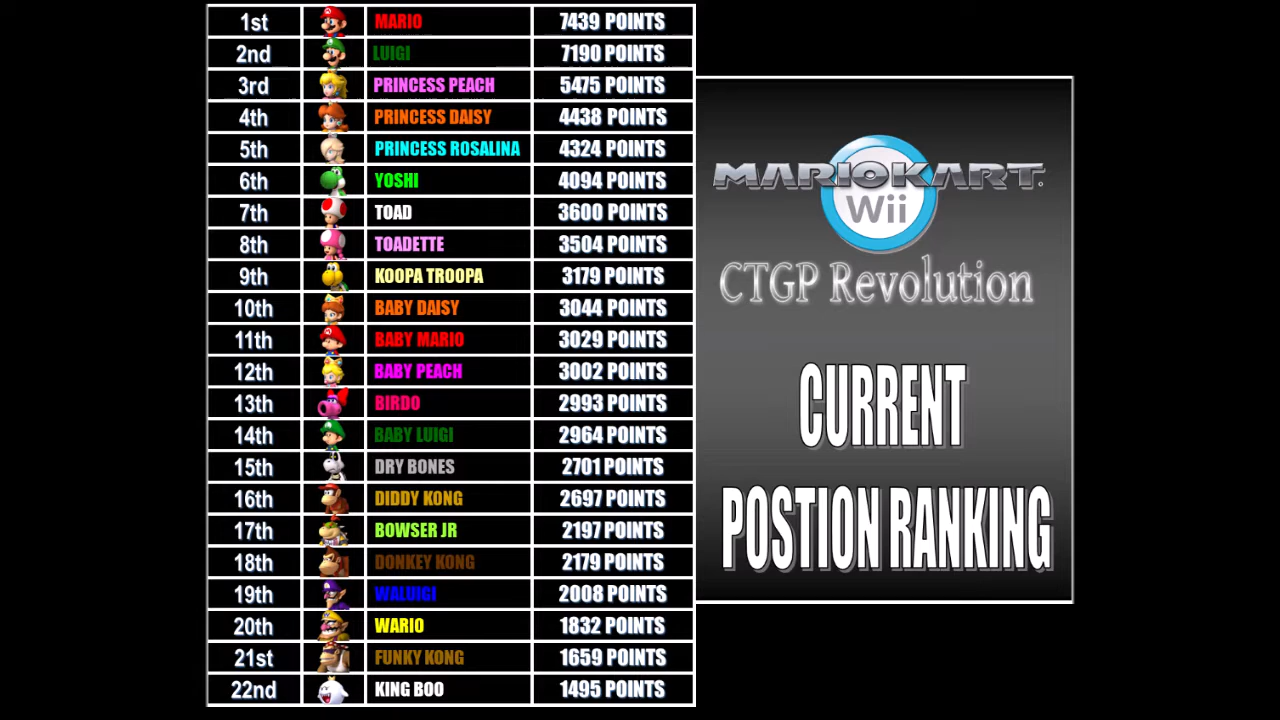 1st MARIO 7439 POINTS
2nd LUIGI 7190 POINTS
3rd PRINCESS PEACH 5475 POINTS
4th PRINCESS DAISY 4438 POINTS
5th PRINCESS ROSALINA 4324 POINTS
6th YOSHI 4094 POINTS
7th TOAD 3600 POINTS
8th TOADETTE 3504 POINTS
9th KOOPA TROOPA 3179 POINTS
10th BABY DAISY 3044 POINTS
11th BABY MARIO 3029 POINTS
12th BABY PEACH 3002 POINTS
13th BIRDO 2993 POINTS
14th BABY LUIGI 2964 POINTS
15th DRY BONES 2701 POINTS
16th DIDDY KONG 2697 POINTS
17th BOWSER JR 2197 POINTS
18th DONKEY KONG 2179 POINTS
19th WALUIGI 2008 POINTS
20th WARIO 1832 POINTS
21st FUNKY KONG 1659 POINTS
22nd KING BOO 1495 POINTS
MARIOKART
Wii
CTGP Revolution
CURRENT
POSTION RANKING